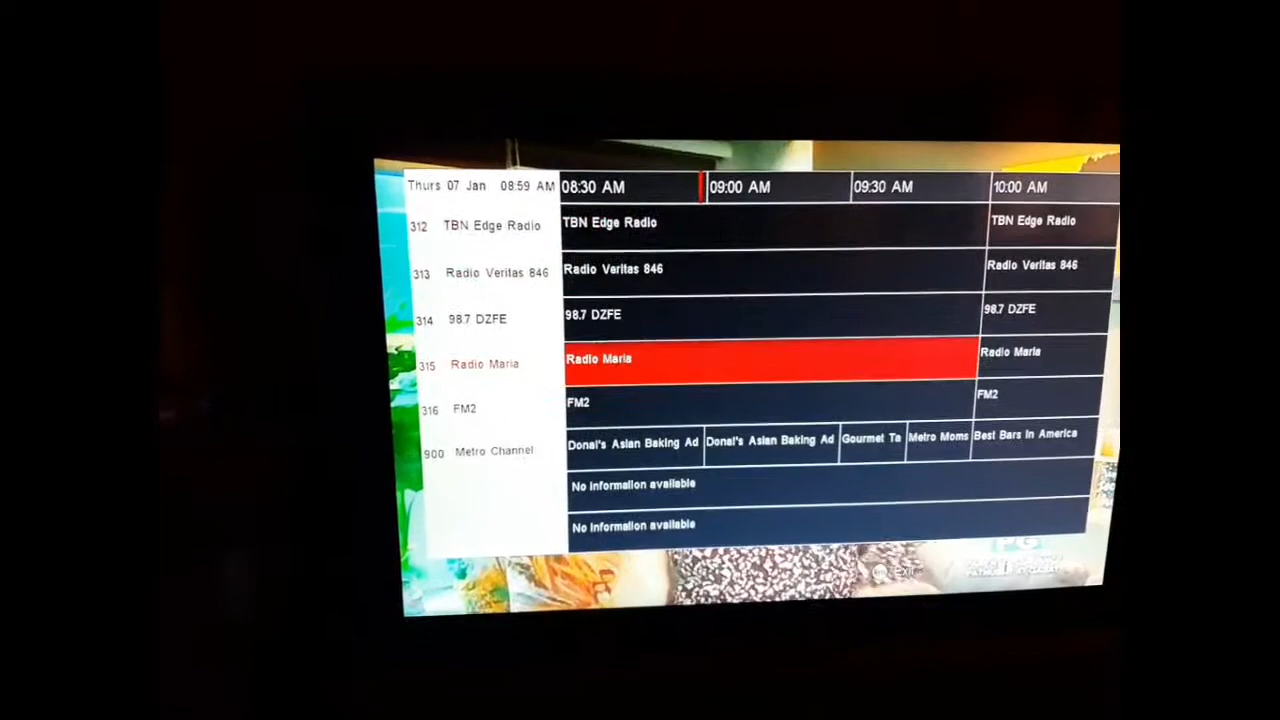 Thurs 07 Jan 08:59 AM 08:30 AM 09:00 AM 09:30 AM 10:00 AM
312 TBN Edge Radio TBN Edge Radio TBN Edge Radio
313 Radio Veritas 846 Radio Veritas 846 Radio Veritas 846
314 98.7 DZFE 98.7 DZFE 98.7 DZFE
315 Radio Maria Radio Maria Radio Maria
316 FM2 FM2 FM2
900 Metro Channel Donal's Asian Baking Ad Donal's Asian Baking Ad Gourmet Ta Metro Moms Best Bars In America
No information available
No information available
PG
Exit